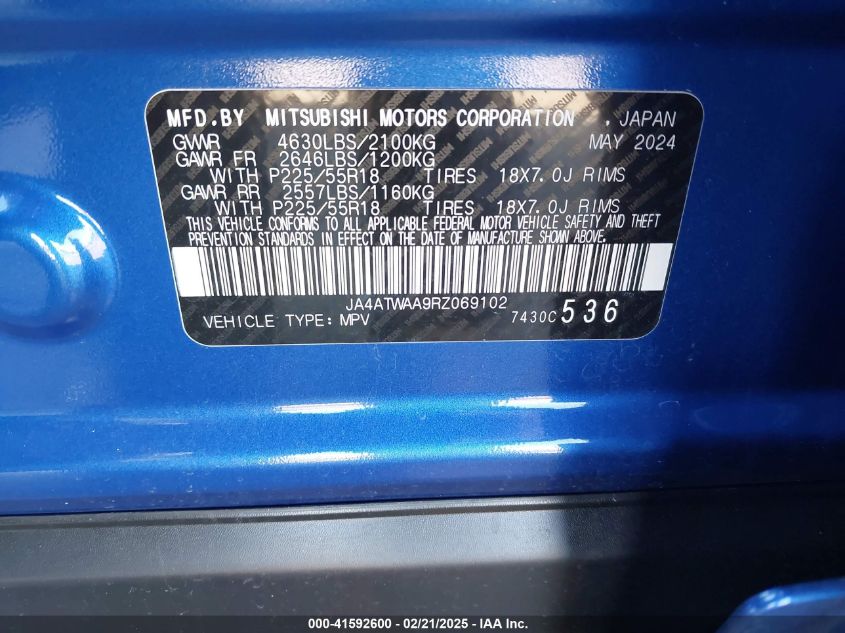 MFD.BY MITSUBISHI MOTORS CORPORATION , JAPAN
GVWR 4630LBS/2100KG MAY 2024
GAWR FR 2646LBS/1200KG
WITH P225/55R18 TIRES 18X7.0J RIMS
GAWR RR 2557LBS/1160KG
WITH P225/55R18 TIRES 18X7.0J RIMS
THIS VEHICLE CONFORMS TO ALL APPLICABLE FEDERAL MOTOR VEHICLE SAFETY AND THEFT
PREVENTION STANDARDS IN EFFECT ON THE DATE OF MANUFACTURE SHOWN ABOVE.
JA4ATWAA9RZ069102
VEHICLE TYPE: MPV 7430C 536
000-41592600 - 02/21/2025 - IAA Inc.